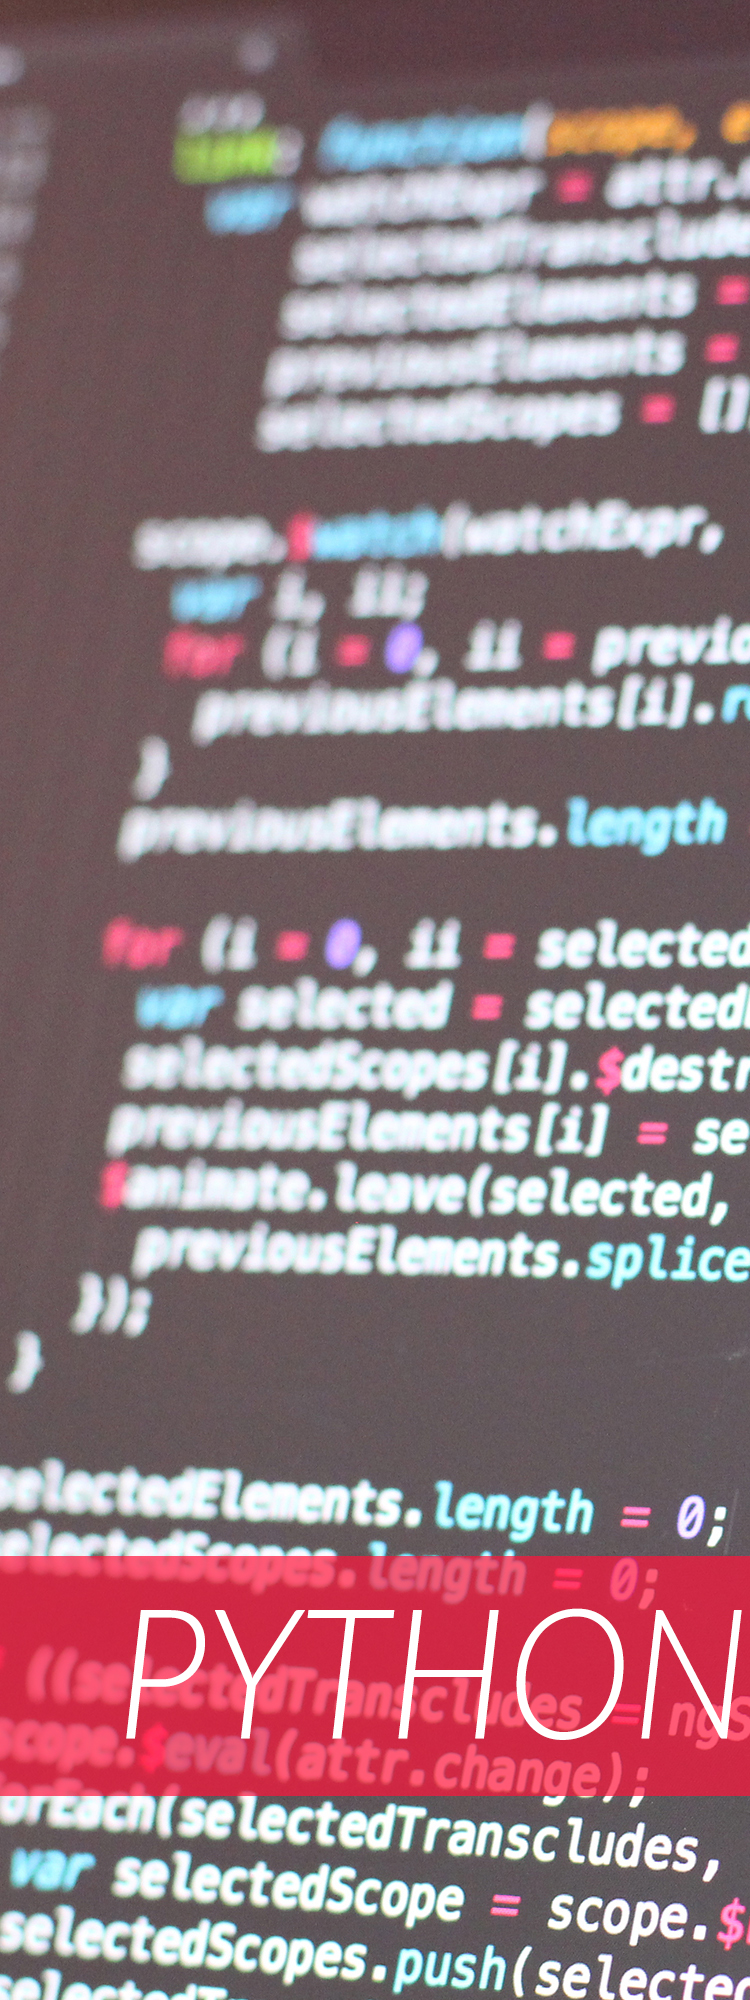 link: function(scope, e
var watchExpr = attr.
selectedTransclude
selectedElements =
previousElements =
selectedScopes = []
scope.$watch(watchExpr,
var i, ii;
for (i = 0, ii = previo
previousElements[i].r
}
previousElements.length
for (i = 0, ii = selected
var selected = selected
selectedScopes[i].$destr
previousElements[i] = se
$animate.leave(selected,
previousElements.splice
});
}
selectedElements.length = 0;
selectedScopes.length = 0;
PYTHON
((selectedTranscludes = ngS
scope.$eval(attr.change);
orEach(selectedTranscludes,
var selectedScope = scope.$
selectedScopes.push(selected